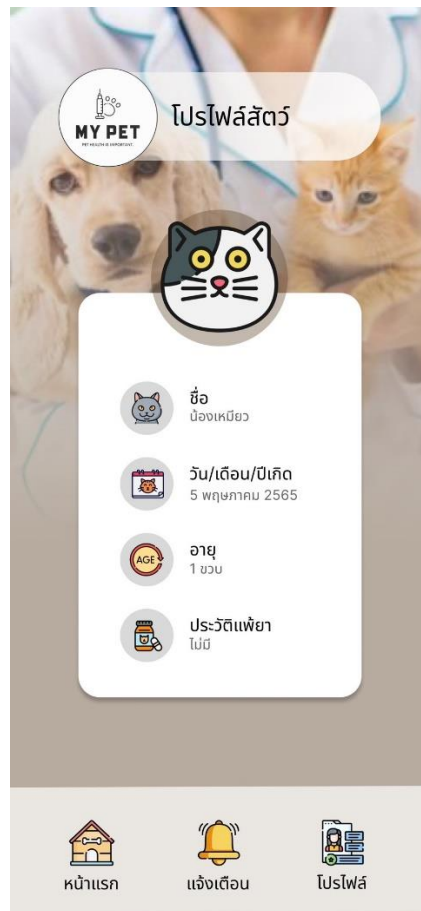 MY PET
PET HEALTH IS IMPORTANT.
โปรไฟล์สัตว์
ชื่อ
น้องเหมียว
วัน/เดือน/ปีเกิด
5 พฤษภาคม 2565
AGE
อายุ
1 ขวบ
ประวัติแพ้ยา
ไม่มี
หน้าแรก
แจ้งเตือน
โปรไฟล์